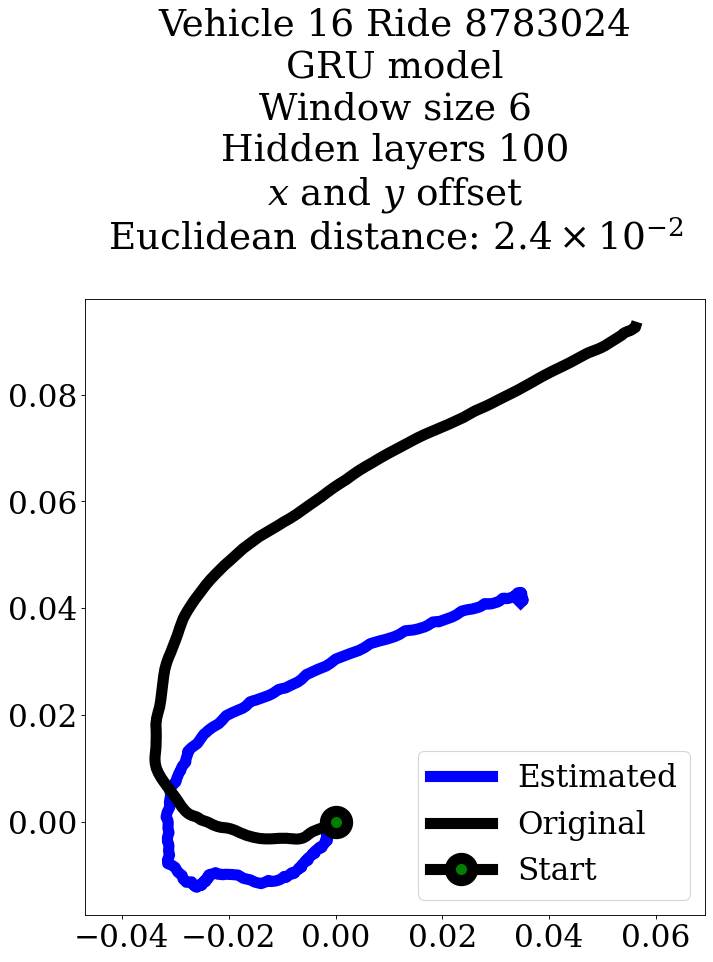 Vehicle 16 Ride 8783024
GRU model
Window size 6
Hidden layers 100
x and y offset
Euclidean distance: 2.4 × 10⁻²
0.08
0.06
0.04
0.02
0.00
Estimated
Original
Start
−0.04 −0.02 0.00 0.02 0.04 0.06